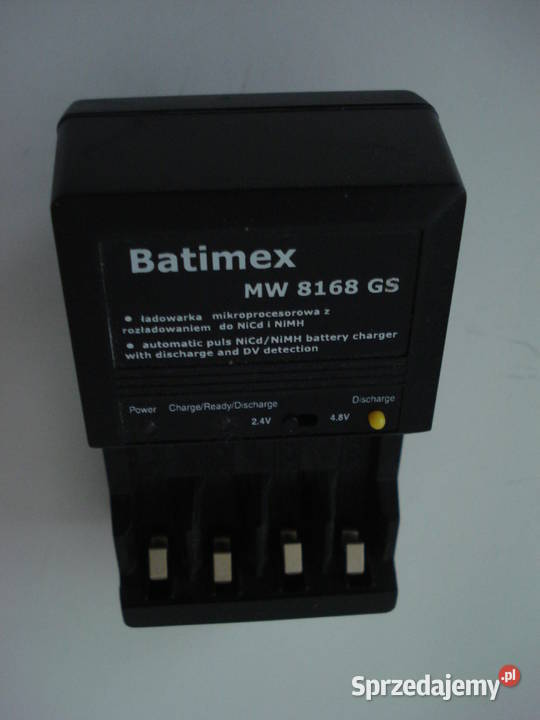 Batimex
MW 8168 GS
● ładowarka mikroprocesorowa z
rozładowaniem do NiCd i NiMH
● automatic puls NiCd/NiMH battery charger
with discharge and DV detection
Power Charge/Ready/Discharge Discharge
2.4V 4.8V
Sprzedajemy.pl